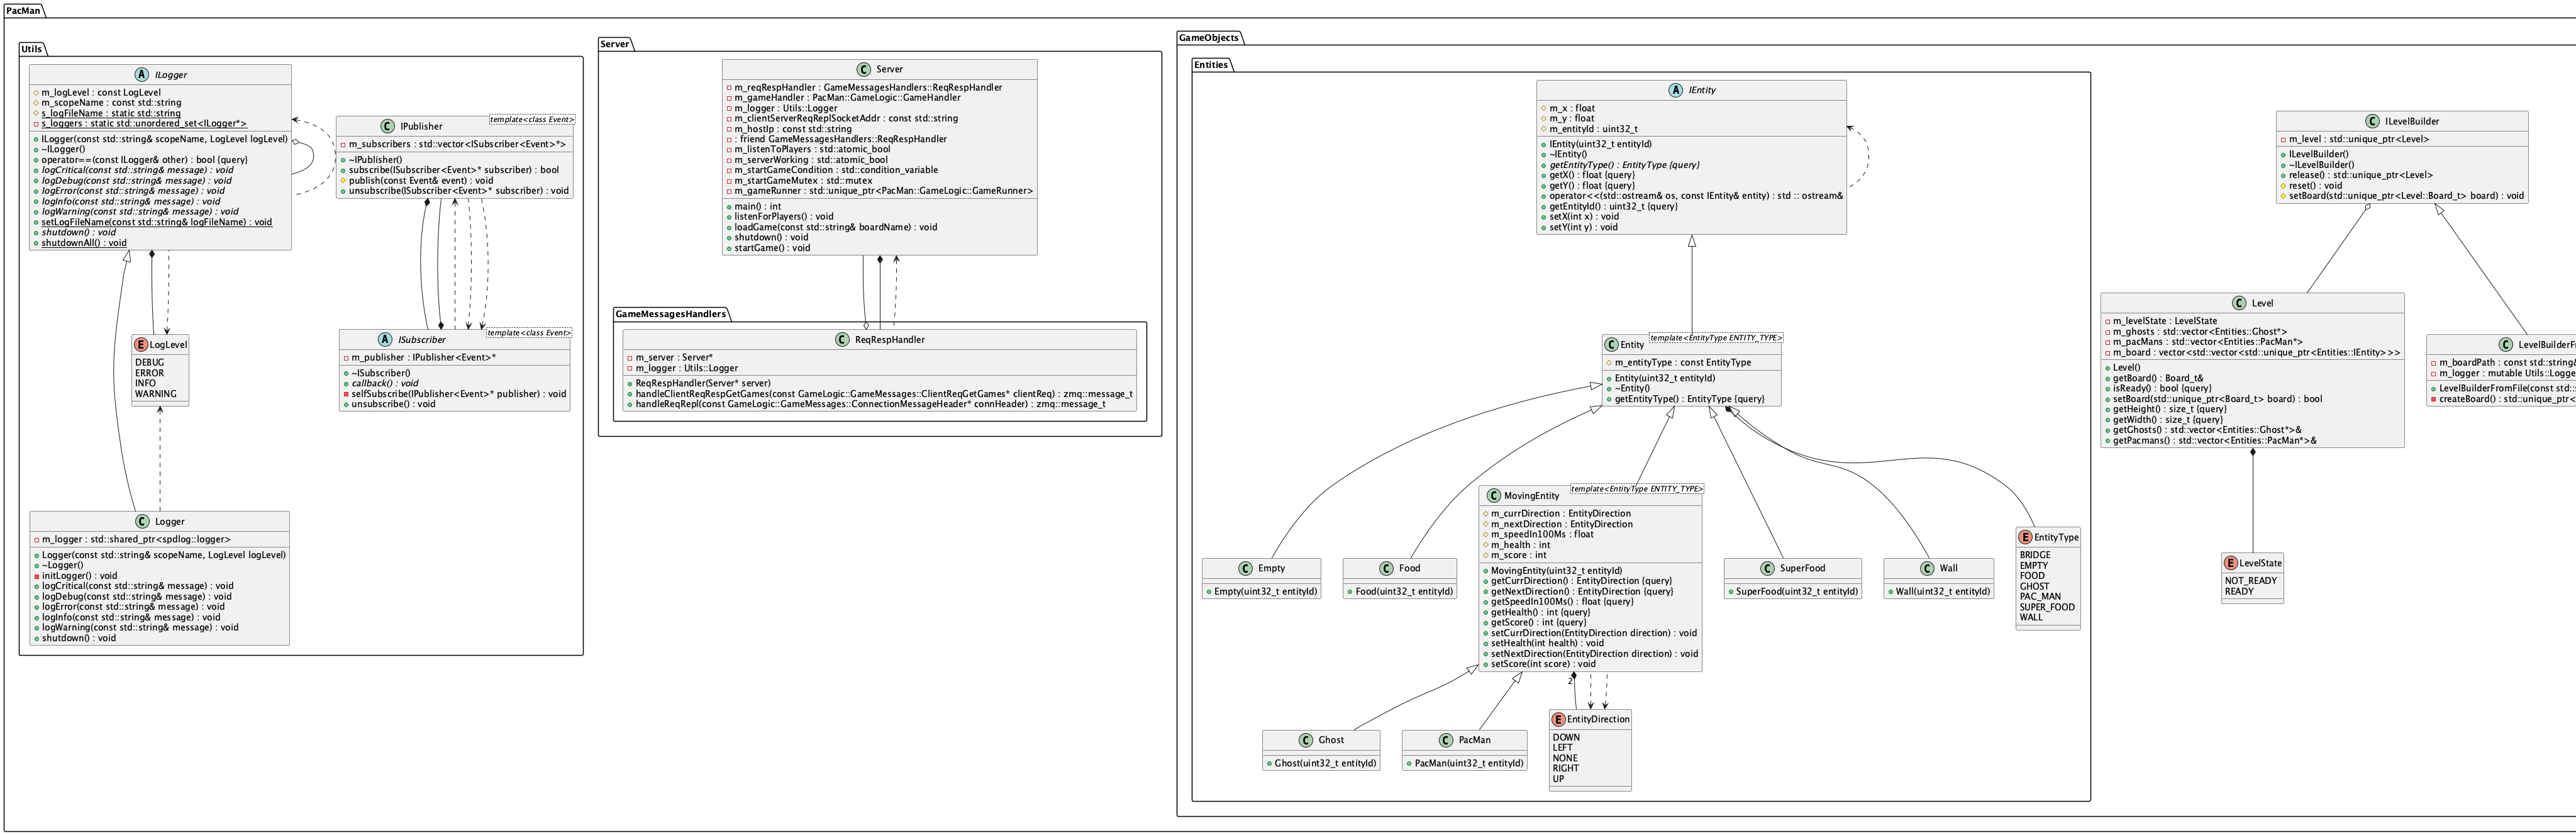 PacMan
Utils
A ILogger
m_logLevel : const LogLevel
m_scopeName : const std::string
s_logFileName : static std::string
s_loggers : static std::unordered_set<ILogger*>
ILogger(const std::string& scopeName, LogLevel logLevel)
~ILogger()
operator==(const ILogger& other) : bool {query}
logCritical(const std::string& message) : void
logDebug(const std::string& message) : void
logError(const std::string& message) : void
logInfo(const std::string& message) : void
logWarning(const std::string& message) : void
setLogFileName(const std::string& logFileName) : void
shutdown() : void
shutdownAll() : void
template<class Event>
C IPublisher
m_subscribers : std::vector<ISubscriber<Event>*>
~IPublisher()
subscribe(ISubscriber<Event>* subscriber) : bool
publish(const Event& event) : void
unsubscribe(ISubscriber<Event>* subscriber) : void
E LogLevel
DEBUG
ERROR
INFO
WARNING
template<class Event>
A ISubscriber
m_publisher : IPublisher<Event>*
~ISubscriber()
callback() : void
selfSubscribe(IPublisher<Event>* publisher) : void
unsubscribe() : void
C Logger
m_logger : std::shared_ptr<spdlog::logger>
Logger(const std::string& scopeName, LogLevel logLevel)
~Logger()
initLogger() : void
logCritical(const std::string& message) : void
logDebug(const std::string& message) : void
logError(const std::string& message) : void
logInfo(const std::string& message) : void
logWarning(const std::string& message) : void
shutdown() : void
Server
C Server
m_reqRespHandler : GameMessagesHandlers::ReqRespHandler
m_gameHandler : PacMan::GameLogic::GameHandler
m_logger : Utils::Logger
m_clientServerReqReplSocketAddr : const std::string
m_hostIp : const std::string
: friend GameMessagesHandlers::ReqRespHandler
m_listenToPlayers : std::atomic_bool
m_serverWorking : std::atomic_bool
m_startGameCondition : std::condition_variable
m_startGameMutex : std::mutex
m_gameRunner : std::unique_ptr<PacMan::GameLogic::GameRunner>
main() : int
listenForPlayers() : void
loadGame(const std::string& boardName) : void
shutdown() : void
startGame() : void
GameMessagesHandlers
C ReqRespHandler
m_server : Server*
m_logger : Utils::Logger
ReqRespHandler(Server* server)
handleClientReqRespGetGames(const GameLogic::GameMessages::ClientReqGetGames* clientReq) : zmq::message_t
handleReqRepl(const GameLogic::GameMessages::ConnectionMessageHeader* connHeader) : zmq::message_t
GameObjects
Entities
A IEntity
m_x : float
m_y : float
m_entityId : uint32_t
IEntity(uint32_t entityId)
~IEntity()
getEntityType() : EntityType {query}
getX() : float {query}
getY() : float {query}
operator<<(std::ostream& os, const IEntity& entity) : std :: ostream&
getEntityId() : uint32_t {query}
setX(int x) : void
setY(int y) : void
template<EntityType ENTITY_TYPE>
C Entity
m_entityType : const EntityType
Entity(uint32_t entityId)
~Entity()
getEntityType() : EntityType {query}
C Empty
Empty(uint32_t entityId)
C Food
Food(uint32_t entityId)
template<EntityType ENTITY_TYPE>
C MovingEntity
m_currDirection : EntityDirection
m_nextDirection : EntityDirection
m_speedIn100Ms : float
m_health : int
m_score : int
MovingEntity(uint32_t entityId)
getCurrDirection() : EntityDirection {query}
getNextDirection() : EntityDirection {query}
getSpeedIn100Ms() : float {query}
getHealth() : int {query}
getScore() : int {query}
setCurrDirection(EntityDirection direction) : void
setHealth(int health) : void
setNextDirection(EntityDirection direction) : void
setScore(int score) : void
C SuperFood
SuperFood(uint32_t entityId)
C Wall
Wall(uint32_t entityId)
E EntityType
BRIDGE
EMPTY
FOOD
GHOST
PAC_MAN
SUPER_FOOD
WALL
2
C Ghost
Ghost(uint32_t entityId)
C PacMan
PacMan(uint32_t entityId)
E EntityDirection
DOWN
LEFT
NONE
RIGHT
UP
C ILevelBuilder
m_level : std::unique_ptr<Level>
ILevelBuilder()
~ILevelBuilder()
release() : std::unique_ptr<Level>
reset() : void
setBoard(std::unique_ptr<Level::Board_t> board) : void
C Level
m_levelState : LevelState
m_ghosts : std::vector<Entities::Ghost*>
m_pacMans : std::vector<Entities::PacMan*>
m_board : vector<std::vector<std::unique_ptr<Entities::IEntity>>>
Level()
getBoard() : Board_t&
isReady() : bool {query}
setBoard(std::unique_ptr<Board_t> board) : bool
getHeight() : size_t {query}
getWidth() : size_t {query}
getGhosts() : std::vector<Entities::Ghost*>&
getPacmans() : std::vector<Entities::PacMan*>&
C LevelBuilderFr
m_boardPath : const std::string&
m_logger : mutable Utils::Logge
LevelBuilderFromFile(const std::s
createBoard() : std::unique_ptr<
E LevelState
NOT_READY
READY